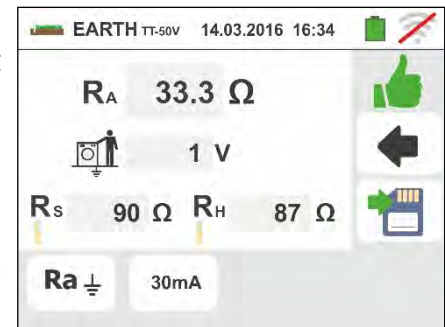 EARTH TT-50V 14.03.2016 16:34
RA 33.3 Ω
1 V
RS 90 Ω RH 87 Ω
Ra 30mA